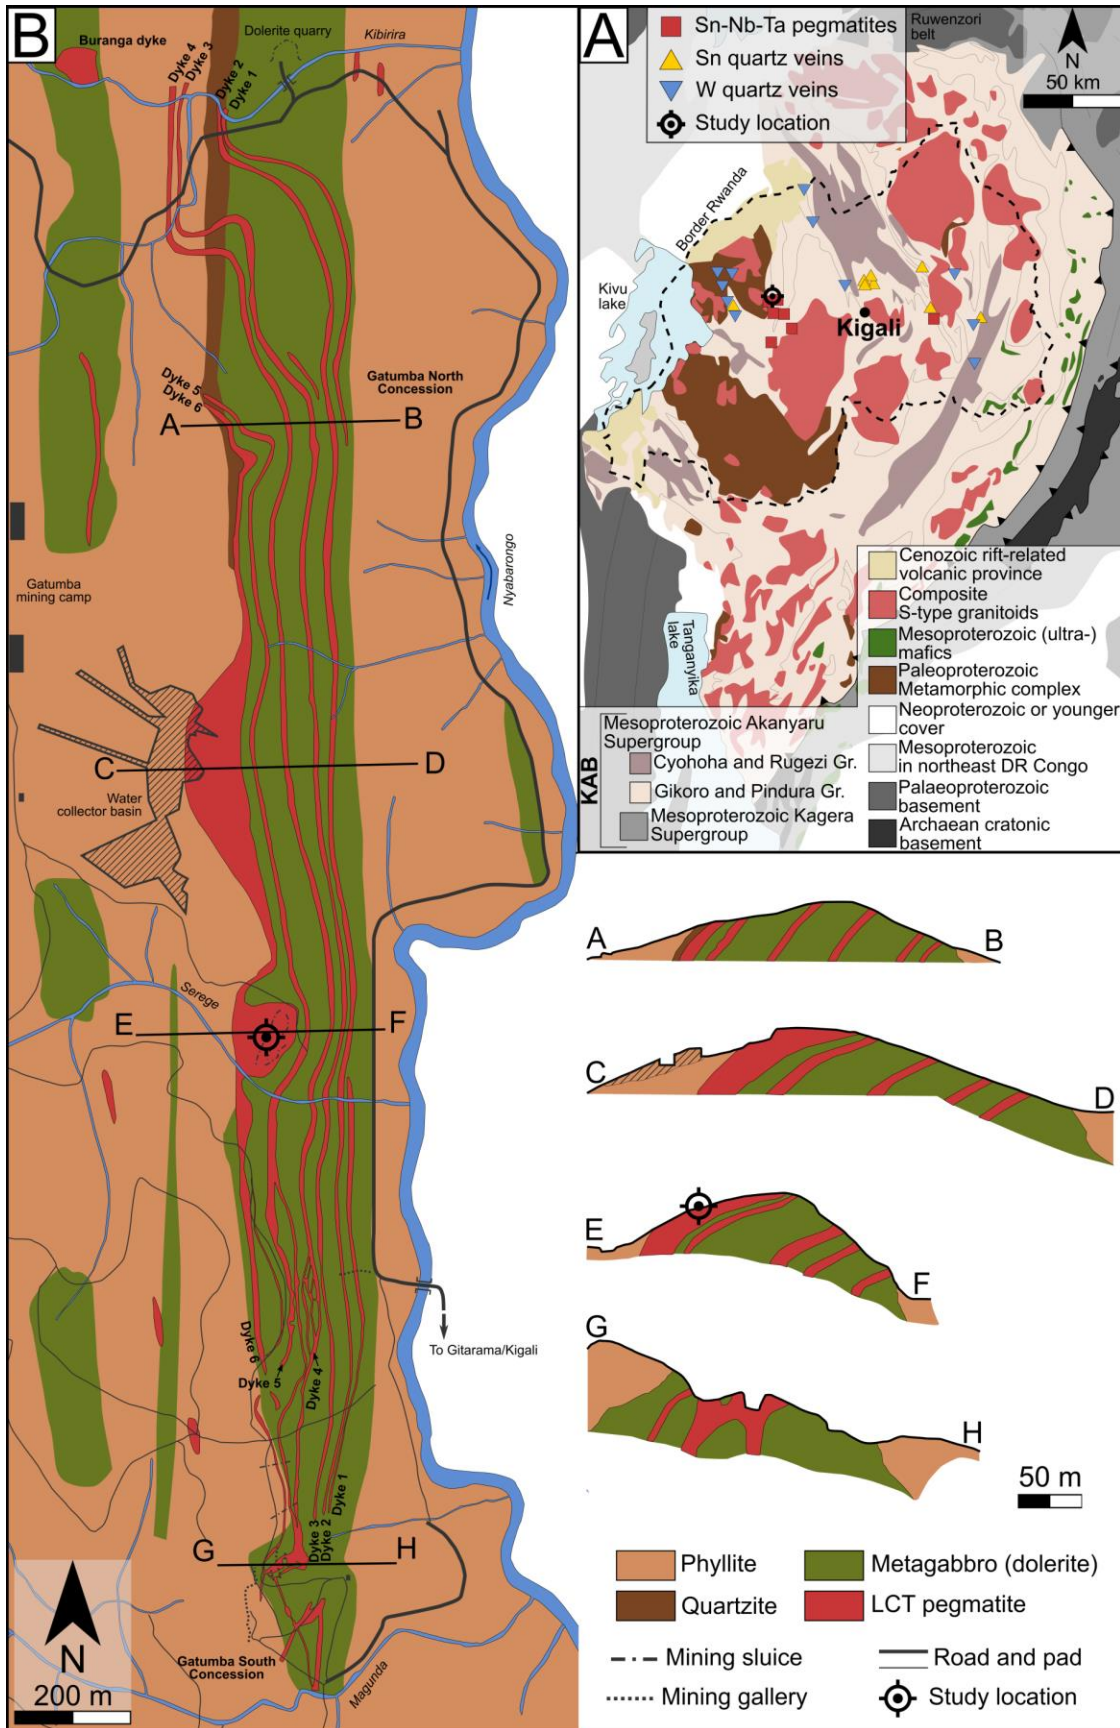 B
Buranga dyke
Dyke 4
Dyke 3
Dolerite quarry
Kibirira
Dyke 2
Dyke 1
Dyke 5
Dyke 6
Gatumba North
Concession
A
B
Gatumba
mining camp
Nyabarongo
C
D
Water
collector basin
Serege
E
F
To Gitarama/Kigali
Dyke 6
Dyke 5
Dyke 4
Dyke 1
Dyke 3
Dyke 2
G
H
Gatumba South
Concession
Magunda
N
200 m
A
Sn-Nb-Ta pegmatites
Sn quartz veins
W quartz veins
Study location
Ruwenzori
belt
N
50 km
Border Rwanda
Kivu
lake
Kigali
Tanganyika
lake
Cenozoic rift-related
volcanic province
Composite
S-type granitoids
Mesoproterozoic (ultra-)
mafics
Paleoproterozoic
Metamorphic complex
Neoproterozoic or younger
cover
Mesoproterozoic
in northeast DR Congo
Palaeoproterozoic
basement
Archaean cratonic
basement
KAB
Mesoproterozoic Akanyaru
Supergroup
Cyohoha and Rugezi Gr.
Gikoro and Pindura Gr.
Mesoproterozoic Kagera
Supergroup
A
B
C
D
E
F
G
H
50 m
Phyllite
Metagabbro (dolerite)
Quartzite
LCT pegmatite
Mining sluice
Road and pad
Mining gallery
Study location